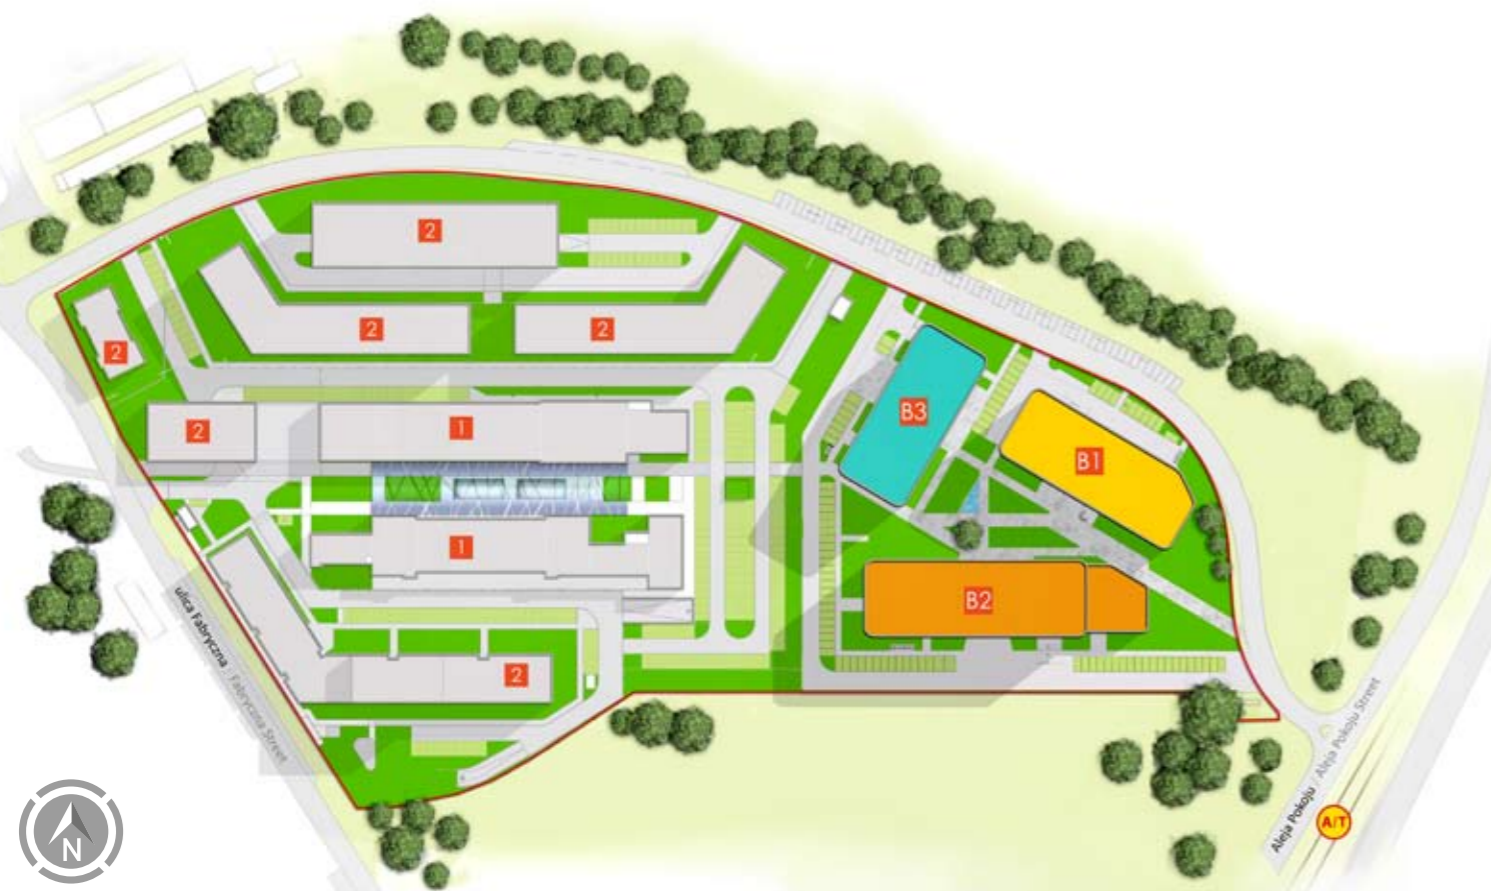 2
2
2
2
2
1
B3
B1
1
B2
2
ulica Fabryczna / Fabryczna Street
Aleja Pokoju / Aleja Pokoju Street
A/T
N